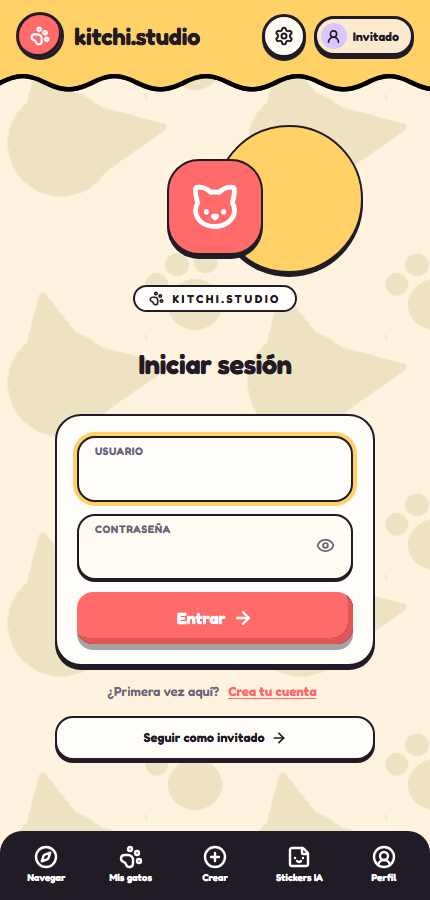 kitchi.studio
Invitado
KITCHI.STUDIO
Iniciar sesión
USUARIO
CONTRASEÑA
Entrar
¿Primera vez aquí? Crea tu cuenta
Seguir como invitado
Navegar
Mis gatos
Crear
Stickers IA
Perfil